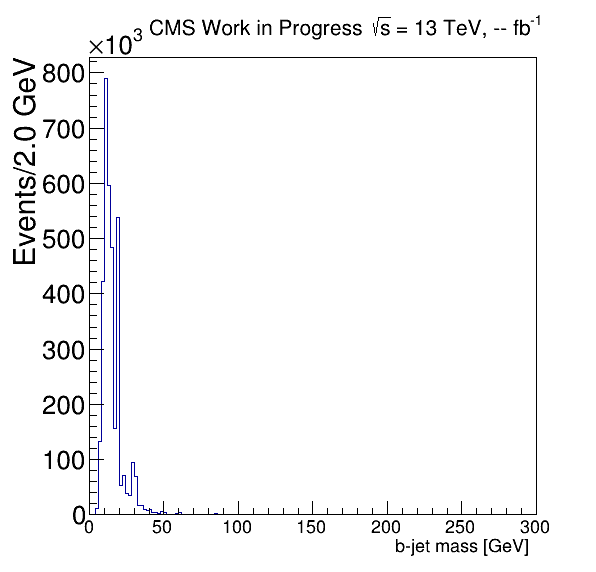 ×10³ CMS Work in Progress √s = 13 TeV, -- fb⁻¹
Events/2.0 GeV
800
700
600
500
400
300
200
100
0
0 50 100 150 200 250 300
b-jet mass [GeV]